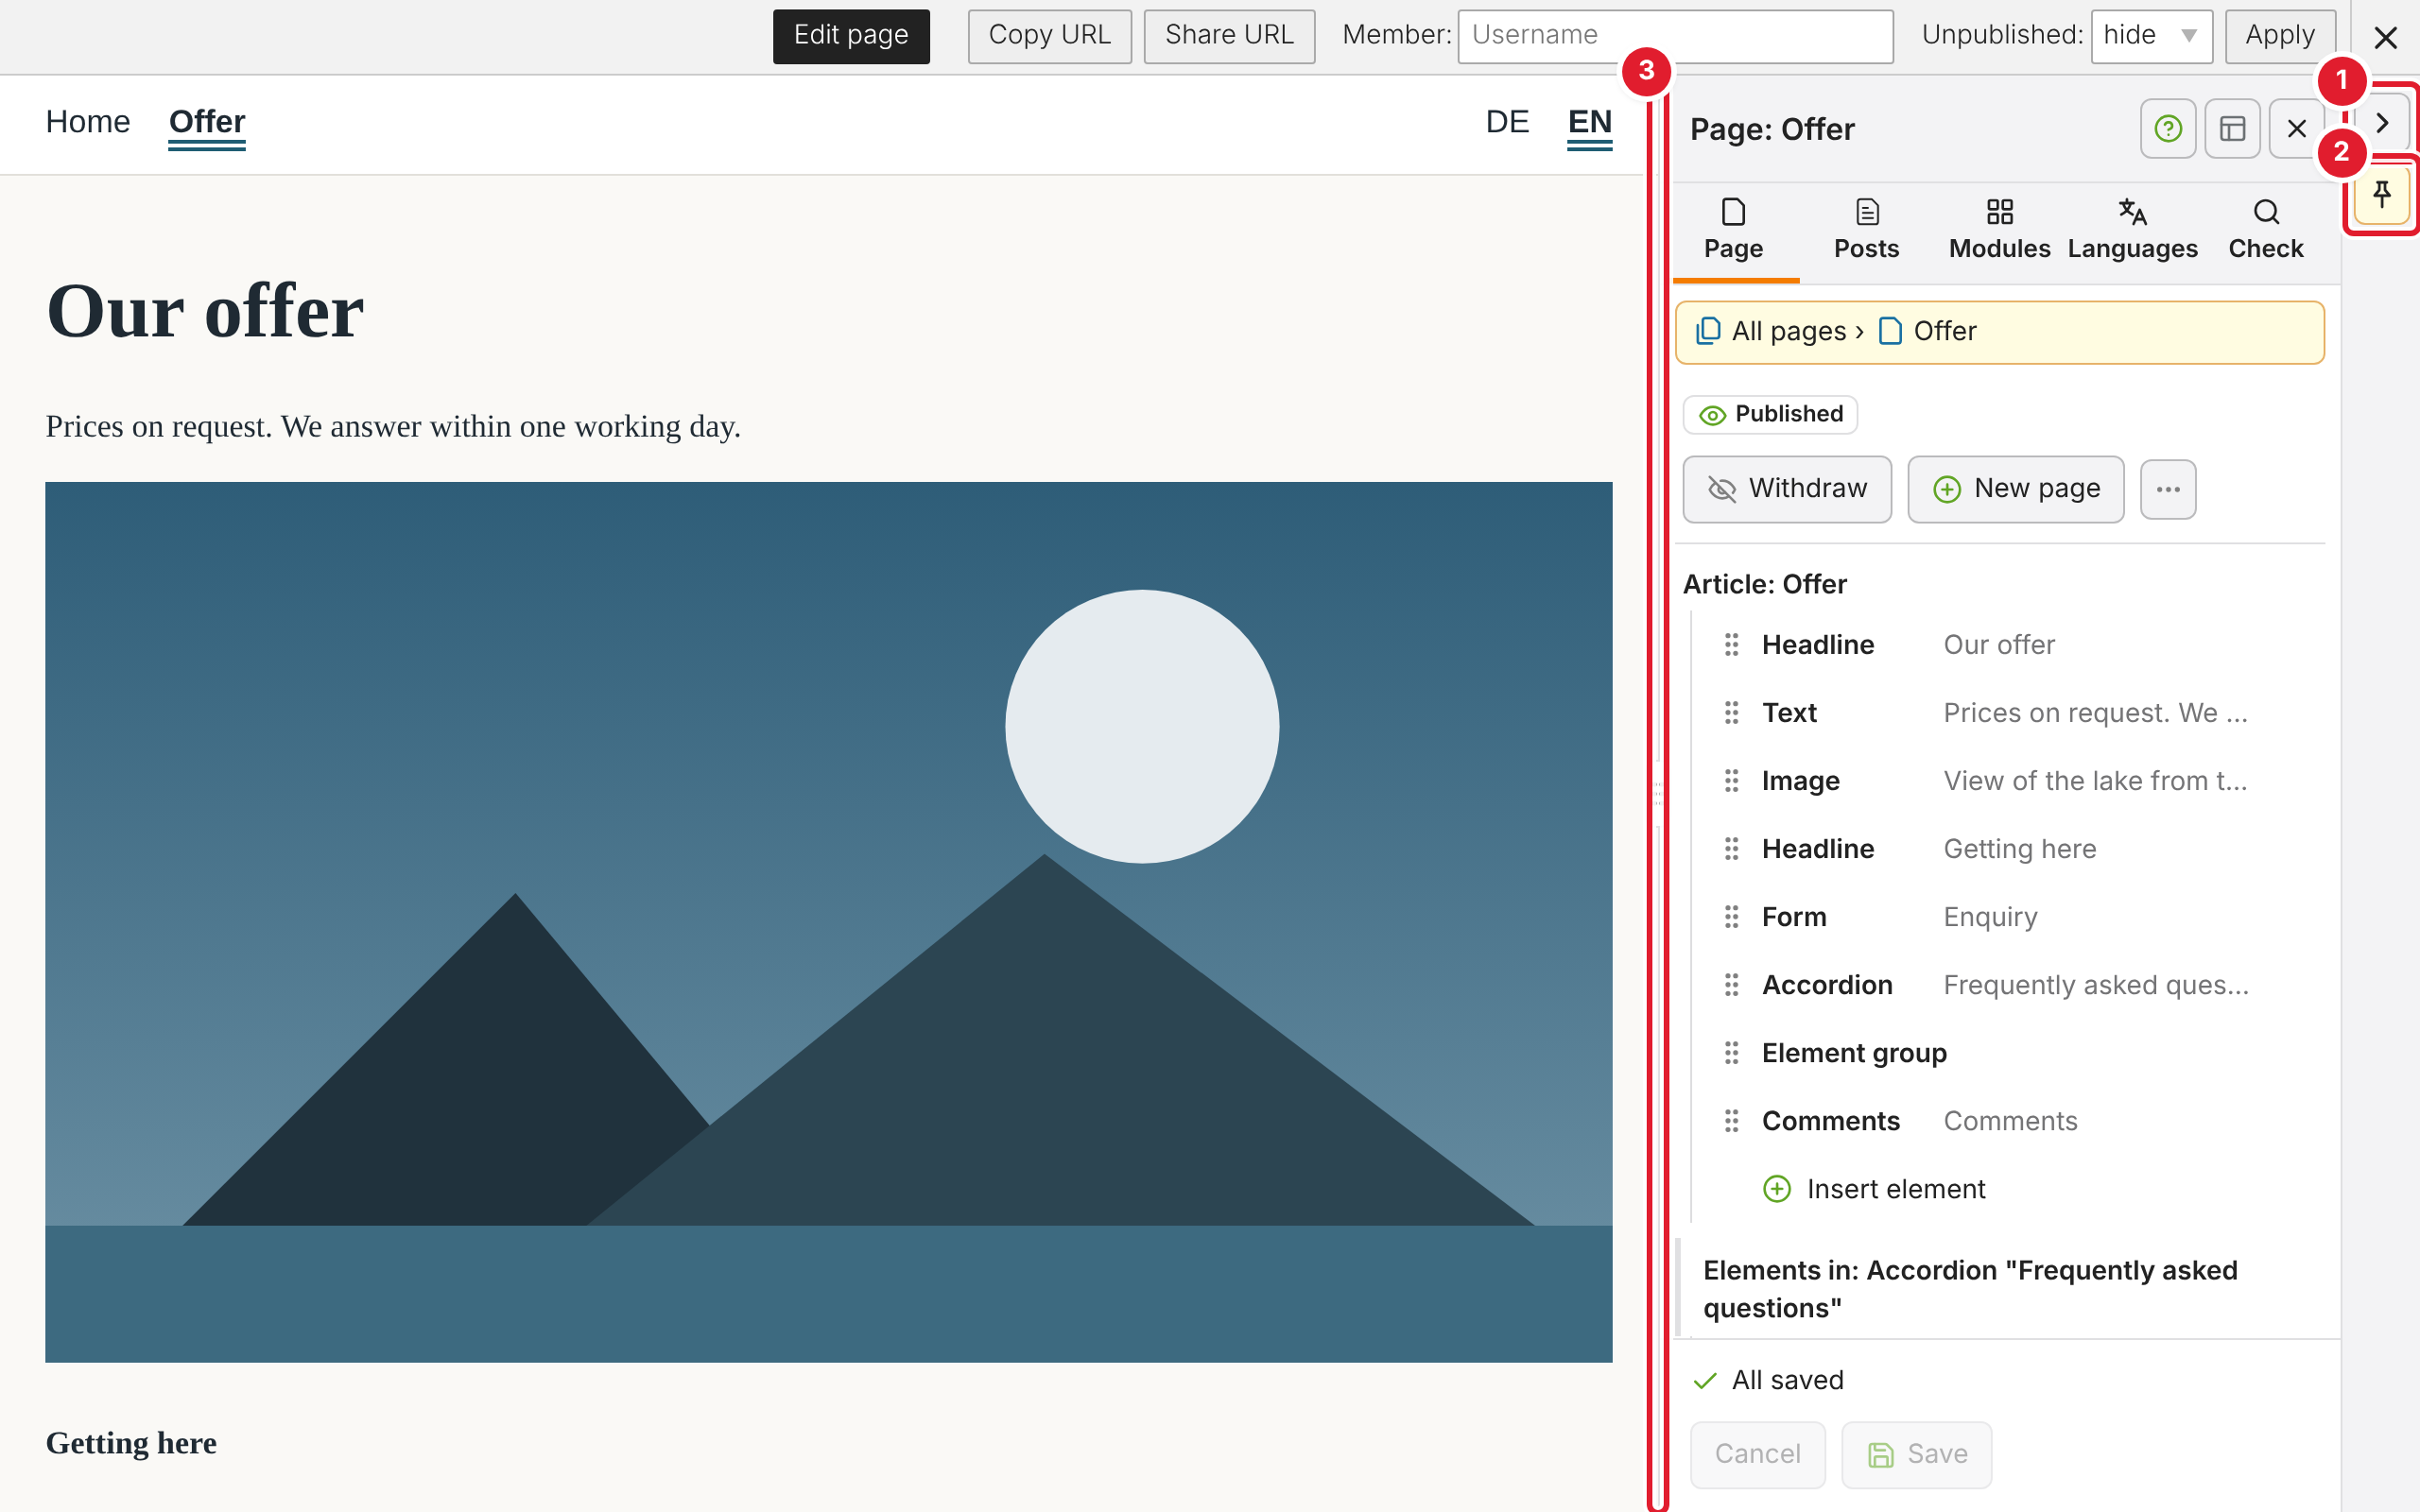 Edit page
Copy URL
Share URL
Member:
Username
Unpublished:
hide
Apply
Home
Offer
DE
EN
3
1
2
Page: Offer
Page
Posts
Modules
Languages
Check
All pages › Offer
Published
Withdraw
New page
Article: Offer
Headline Our offer
Text Prices on request. We ...
Image View of the lake from t...
Headline Getting here
Form Enquiry
Accordion Frequently asked ques...
Element group
Comments Comments
Insert element
Elements in: Accordion "Frequently asked
questions"
All saved
Cancel
Save
Our offer
Prices on request. We answer within one working day.
Getting here